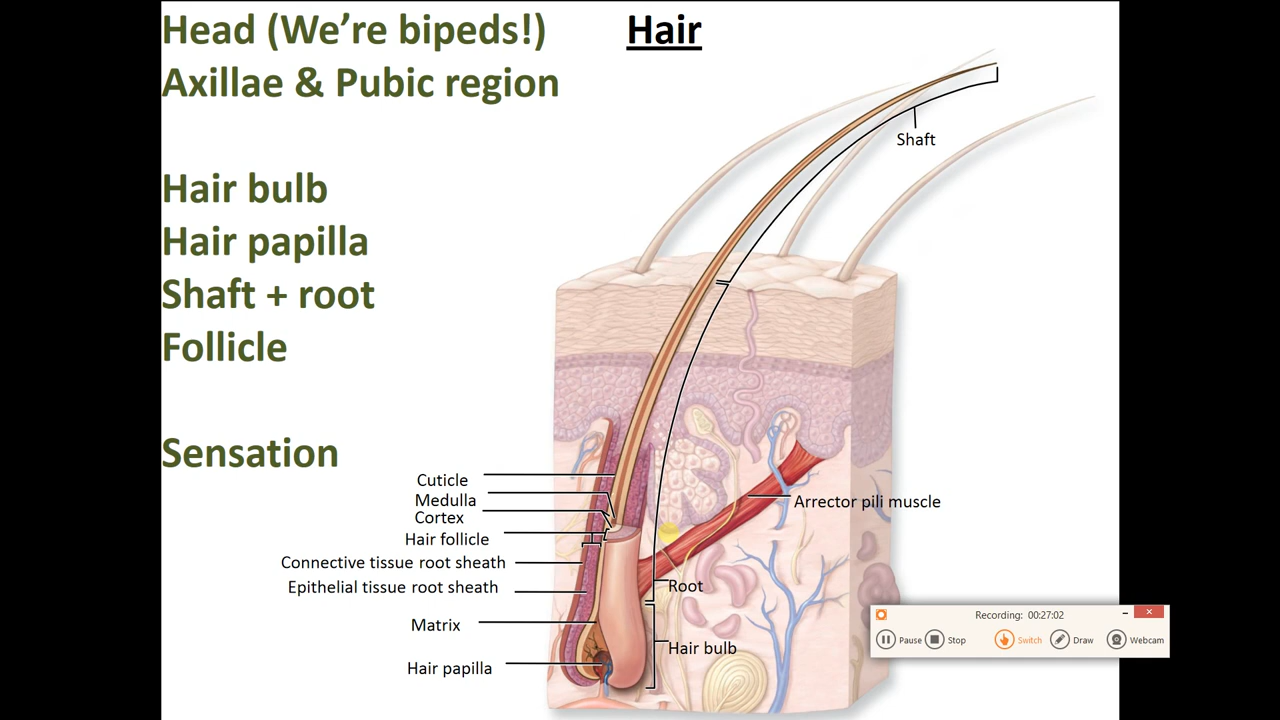 Head (We’re bipeds!)
Axillae & Pubic region
Hair
Hair bulb
Hair papilla
Shaft + root
Follicle
Sensation
Shaft
Cuticle
Medulla
Cortex
Hair follicle
Connective tissue root sheath
Epithelial tissue root sheath
Matrix
Hair papilla
Arrector pili muscle
Root
Hair bulb
Recording: 00:27:02
Pause Stop Switch Draw Webcam